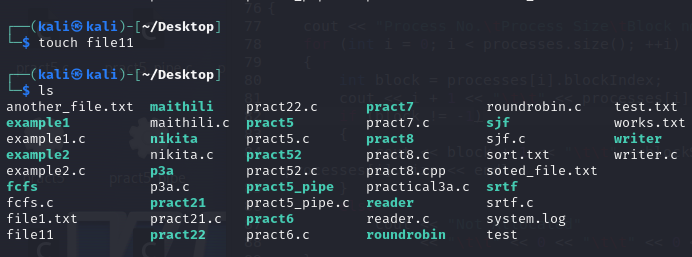 ┌──(kali㉿kali)-[~/Desktop]
└─$ touch file11
┌──(kali㉿kali)-[~/Desktop]
└─$ ls
another_file.txt maithili pract22.c pract7 roundrobin.c test.txt
example1 maithili.c pract5 pract7.c sjf works.txt
example1.c nikita pract5.c pract8 sjf.c writer
example2 nikita.c pract52 pract8.c sort.txt writer.c
example2.c p3a pract52.c pract8.cpp soted_file.txt
fcfs p3a.c pract5_pipe practical3a.c srtf
fcfs.c pract21 pract5_pipe.c reader srtf.c
file1.txt pract21.c pract6 reader.c system.log
file11 pract22 pract6.c roundrobin test